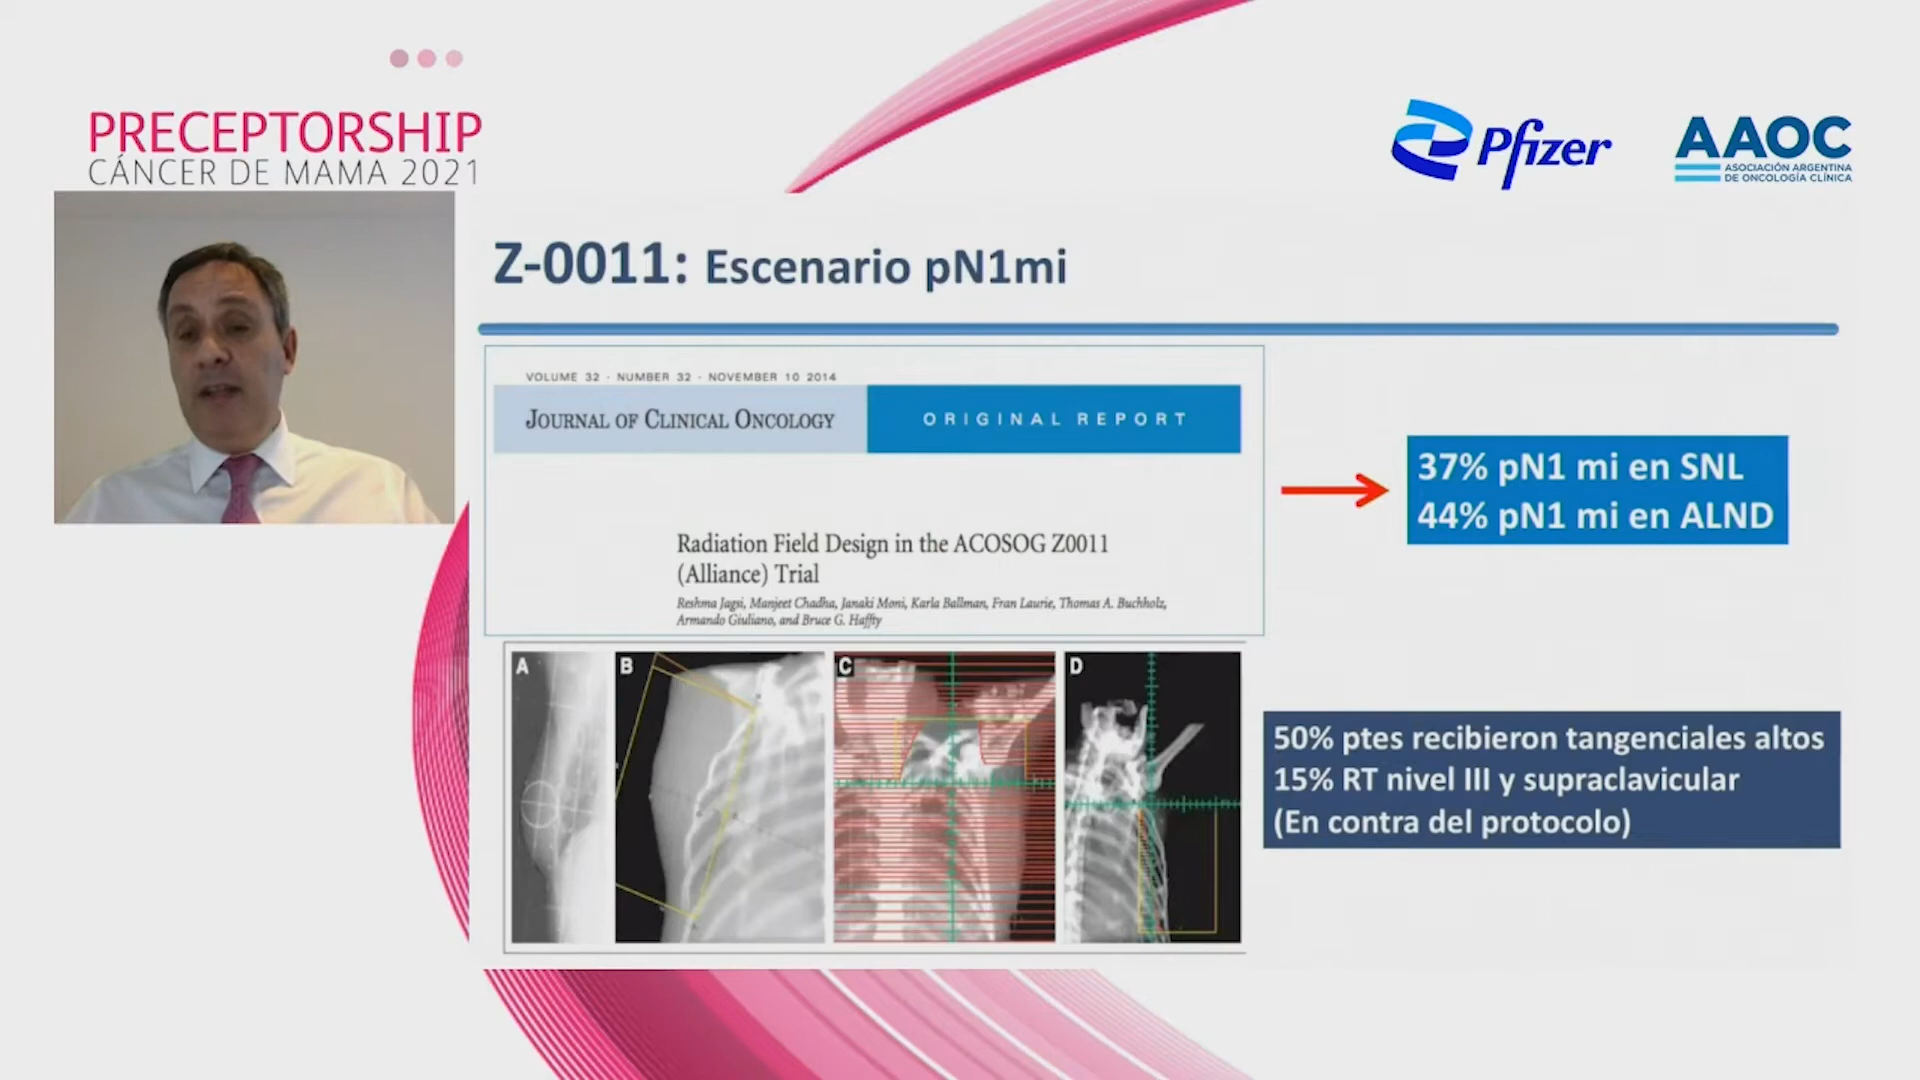 PRECEPTORSHIP
CÁNCER DE MAMA 2021
Pfizer
AAOC
ASOCIACIÓN ARGENTINA
DE ONCOLOGÍA CLÍNICA
Z-0011: Escenario pN1mi
VOLUME 32 · NUMBER 32 · NOVEMBER 10 2014
JOURNAL OF CLINICAL ONCOLOGY
ORIGINAL REPORT
Radiation Field Design in the ACOSOG Z0011
(Alliance) Trial
Reshma Jagsi, Manjeet Chadha, Janaki Moni, Karla Ballman, Fran Laurie, Thomas A. Buchholz,
Armando Giuliano, and Bruce G. Haffty
37% pN1 mi en SNL
44% pN1 mi en ALND
A
B
C
D
50% ptes recibieron tangenciales altos
15% RT nivel III y supraclavicular
(En contra del protocolo)